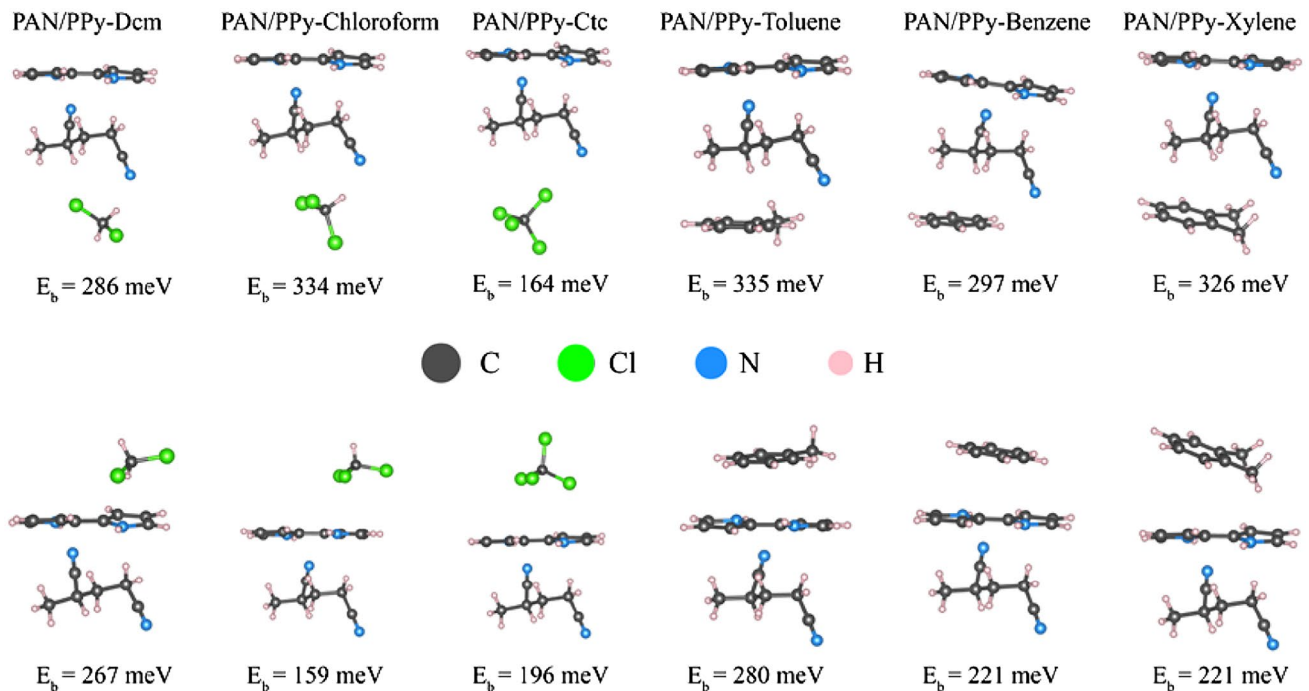 PAN/PPy-Dcm PAN/PPy-Chloroform PAN/PPy-Ctc PAN/PPy-Toluene PAN/PPy-Benzene PAN/PPy-Xylene
E_b = 286 meV E_b = 334 meV E_b = 164 meV E_b = 335 meV E_b = 297 meV E_b = 326 meV
C Cl N H
E_b = 267 meV E_b = 159 meV E_b = 196 meV E_b = 280 meV E_b = 221 meV E_b = 221 meV